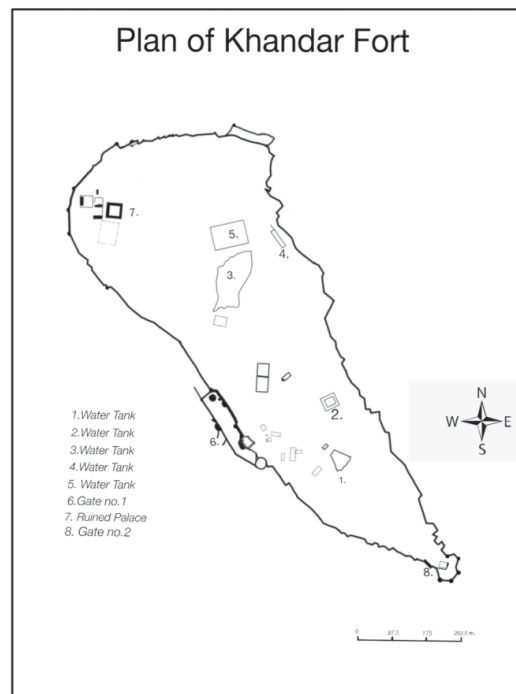 Plan of Khandar Fort
7.
5.
4.
3.
2.
6.
1.
8.
N
W E
S
1.Water Tank
2.Water Tank
3.Water Tank
4.Water Tank
5. Water Tank
6.Gate no.1
7. Ruined Palace
8. Gate no.2
0 87.5 175 262.5 m.